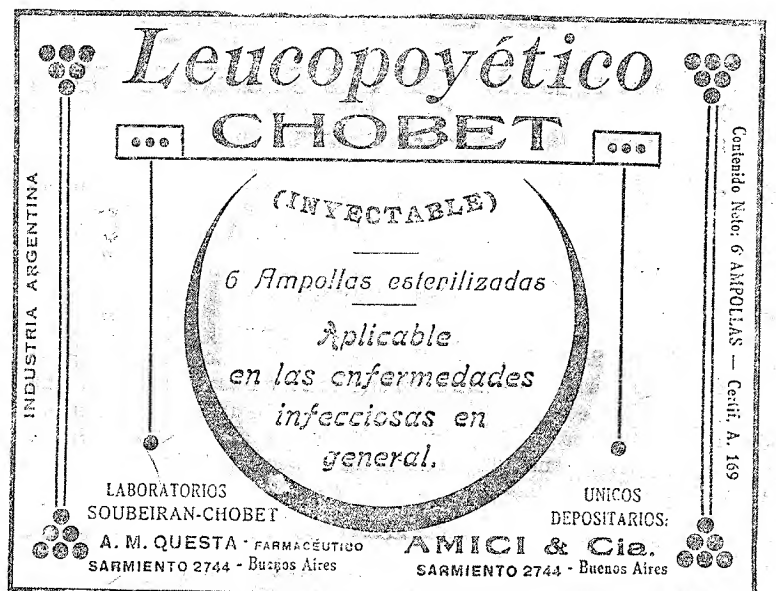 Leucopoyético
CHOBET
(INYECTABLE)
6 Ampollas esterilizadas
Aplicable
en las enfermedades
infecciosas en
general.
INDUSTRIA ARGENTINA
Contenido Neto: 6 AMPOLLAS — Certif. A. 169
LABORATORIOS
SOUBEIRAN-CHOBET
A. M. QUESTA - FARMACÉUTICO
SARMIENTO 2744 - Buenos Aires
UNICOS
DEPOSITARIOS:
AMICI & Cia.
SARMIENTO 2744 - Buenos Aires